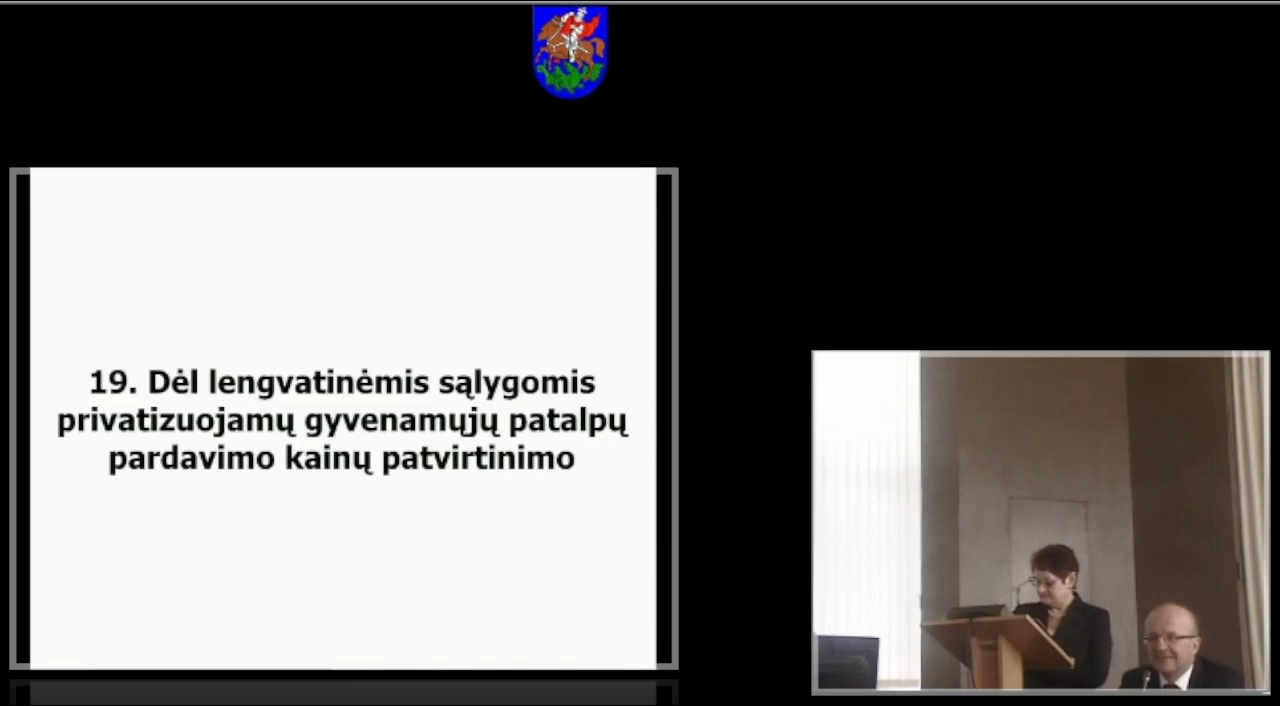 19. Dėl lengvatinėmis sąlygomis
privatizuojamų gyvenamųjų patalpų
pardavimo kainų patvirtinimo